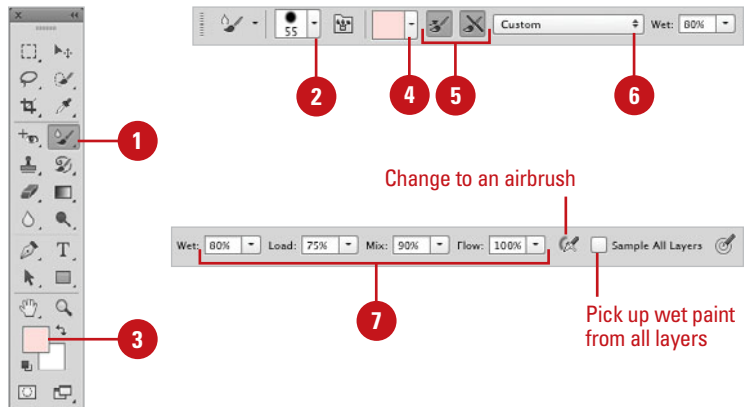 55
Custom
Wet: 80%
2
4
5
6
1
T
Change to an airbrush
Wet: 80% Load: 75% Mix: 90% Flow: 100% Sample All Layers
7
3
Pick up wet paint
from all layers